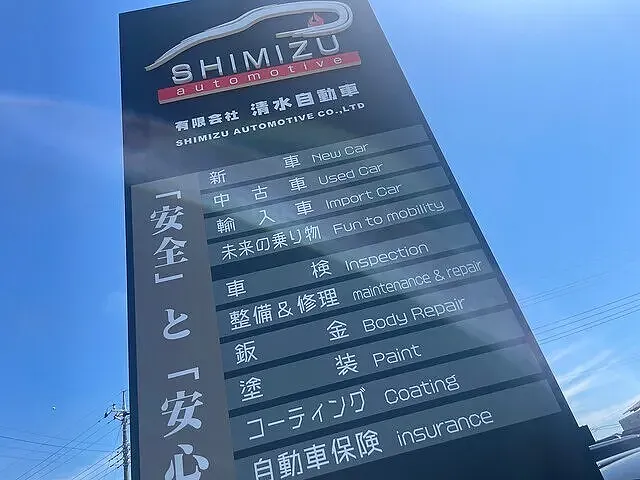 SHIMIZU
automotive
有限会社 清水自動車
SHIMIZU AUTOMOTIVE CO.,LTD
新車 New Car
中古車 Used Car
輸入車 Import Car
未来の乗り物 Fun to mobility
車検 Inspection
整備&修理 maintenance & repair
鈑金 Body Repair
塗装 Paint
コーティング Coating
自動車保険 insurance
「安全」と「安心